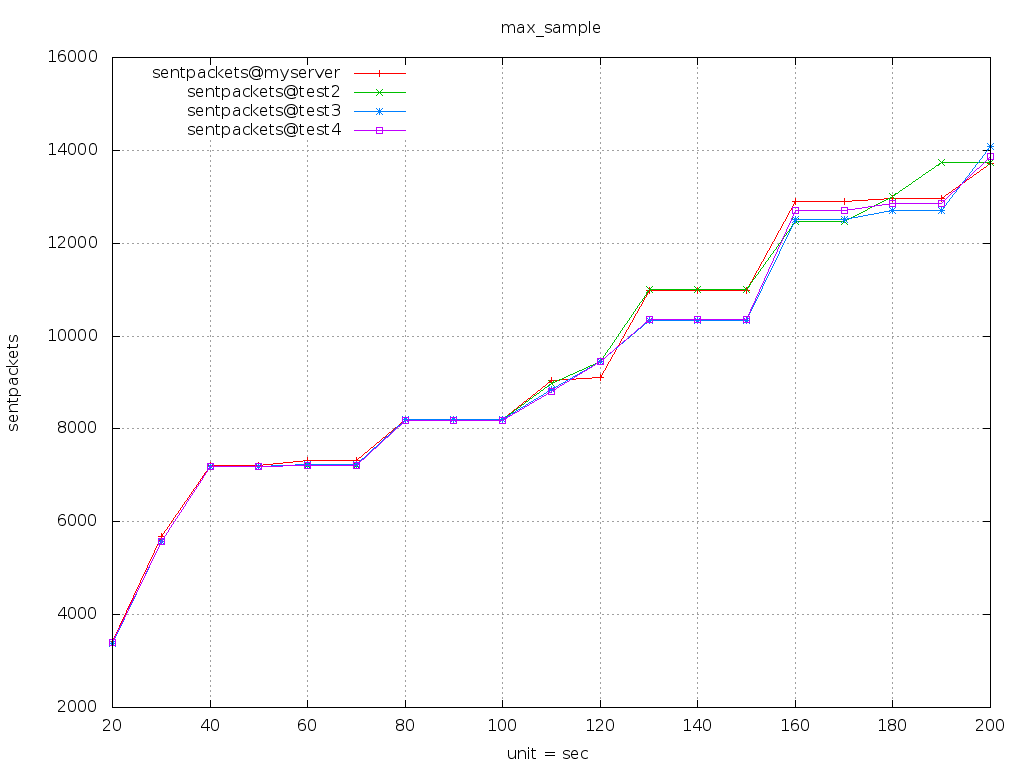 max_sample
sentpackets@myserver
sentpackets@test2
sentpackets@test3
sentpackets@test4
16000
14000
12000
10000
8000
6000
4000
2000
sentpackets
20 40 60 80 100 120 140 160 180 200
unit = sec